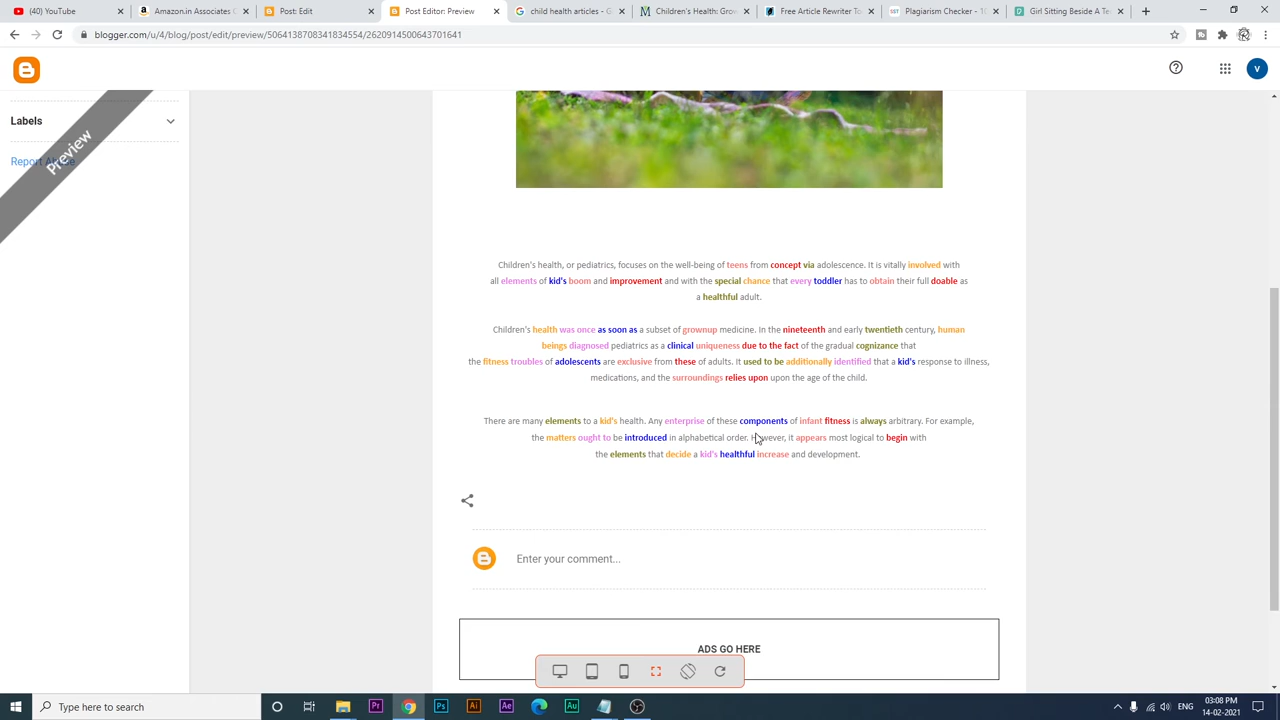 (40) YouTube
Amazon.in Associates C
Post: Edit
Post Editor: Preview
child health articles - G
Children's Health Grow
Free Article Rewriter To
Plagiarism Checker - 10
Girl Sitting Beside A Te
blogger.com/u/4/blog/post/edit/preview/5064138708341834554/2620914500643701641
V
Labels
Report Abuse
Preview
Children's health, or pediatrics, focuses on the well-being of teens from concept via adolescence. It is vitally involved with
all elements of kid's boom and improvement and with the special chance that every toddler has to obtain their full doable as
a healthful adult.
Children's health was once as soon as a subset of grownup medicine. In the nineteenth and early twentieth century, human
beings diagnosed pediatrics as a clinical uniqueness due to the fact of the gradual cognizance that
the fitness troubles of adolescents are exclusive from these of adults. It used to be additionally identified that a kid's response to illness,
medications, and the surroundings relies upon upon the age of the child.
There are many elements to a kid's health. Any enterprise of these components of infant fitness is always arbitrary. For example,
the matters ought to be introduced in alphabetical order. However, it appears most logical to begin with
the elements that decide a kid's healthful increase and development.
Enter your comment...
ADS GO HERE
Type here to search
Pr
Ps
Ai
Ae
Au
ENG
03:08 PM
14-02-2021